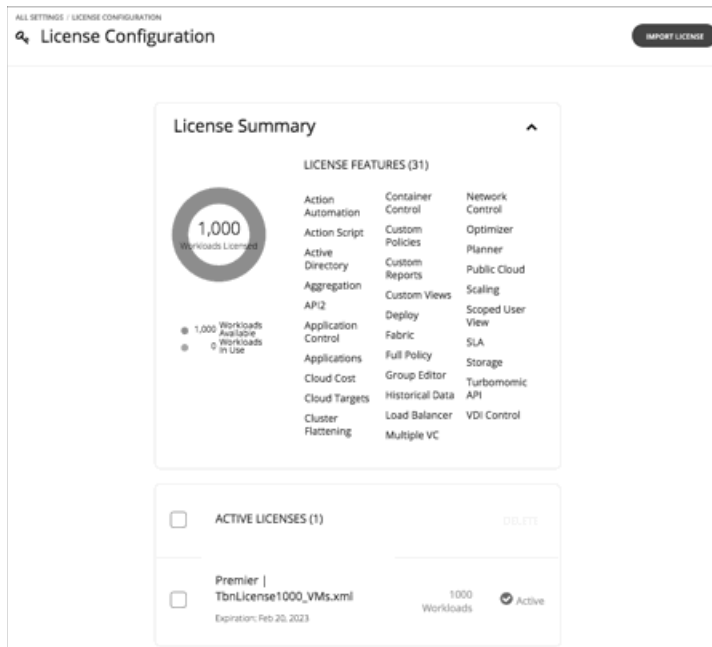 ALL SETTINGS / LICENSE CONFIGURATION
License Configuration
IMPORT LICENSE
License Summary
LICENSE FEATURES (31)
1,000
Workloads Licensed
1,000 Workloads
Available
0 Workloads
In Use
Action
Automation
Action Script
Active
Directory
Aggregation
API2
Application
Control
Applications
Cloud Cost
Cloud Targets
Cluster
Flattening
Container
Control
Custom
Policies
Custom
Reports
Custom Views
Deploy
Fabric
Full Policy
Group Editor
Historical Data
Load Balancer
Multiple VC
Network
Control
Optimizer
Planner
Public Cloud
Scaling
Scoped User
View
SLA
Storage
Turbomomic
API
VDI Control
ACTIVE LICENSES (1)
DELETE
Premier |
TbnLicense1000_VMs.xml
Expiration: Feb 20, 2023
1000
Workloads
Active